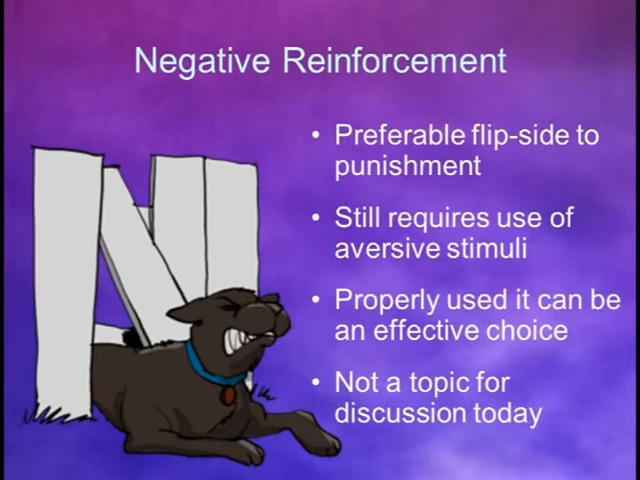 Negative Reinforcement
• Preferable flip-side to
punishment
• Still requires use of
aversive stimuli
• Properly used it can be
an effective choice
• Not a topic for
discussion today